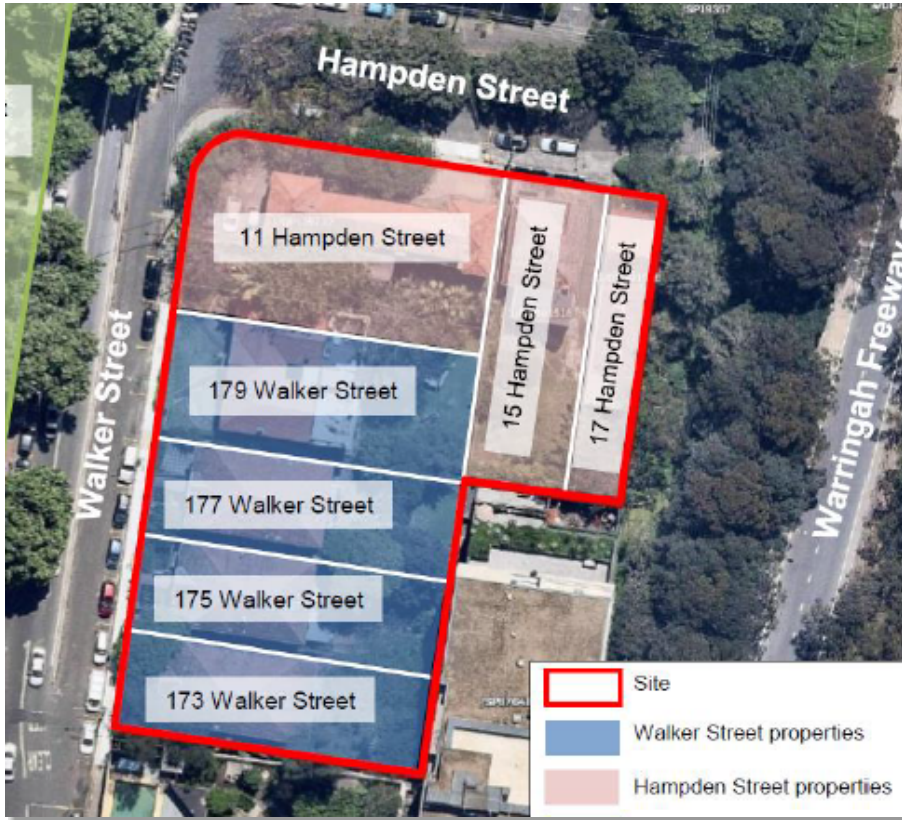 Hampden Street
11 Hampden Street
15 Hampden Street
17 Hampden Street
179 Walker Street
177 Walker Street
175 Walker Street
173 Walker Street
Walker Street
Warringah Freeway
Site
Walker Street properties
Hampden Street properties